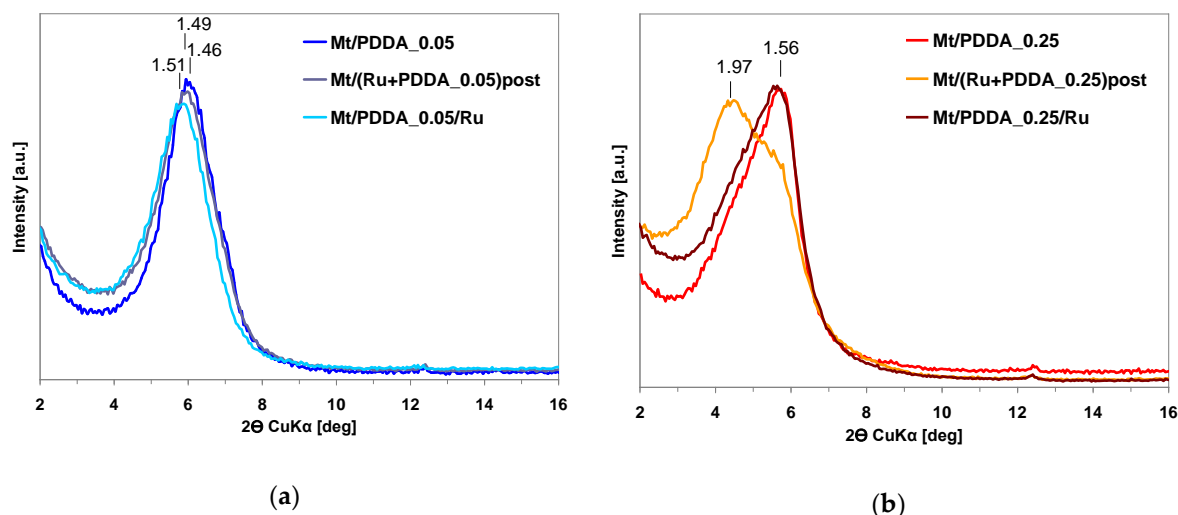 1.49
1.46
1.51
Mt/PDDA_0.05
Mt/(Ru+PDDA_0.05)post
Mt/PDDA_0.05/Ru
Intensity [a.u.]
2 4 6 8 10 12 14 16
2Θ CuKα [deg]
(a)
1.56
1.97
Mt/PDDA_0.25
Mt/(Ru+PDDA_0.25)post
Mt/PDDA_0.25/Ru
Intensity [a.u.]
2 4 6 8 10 12 14 16
2Θ CuKα [deg]
(b)